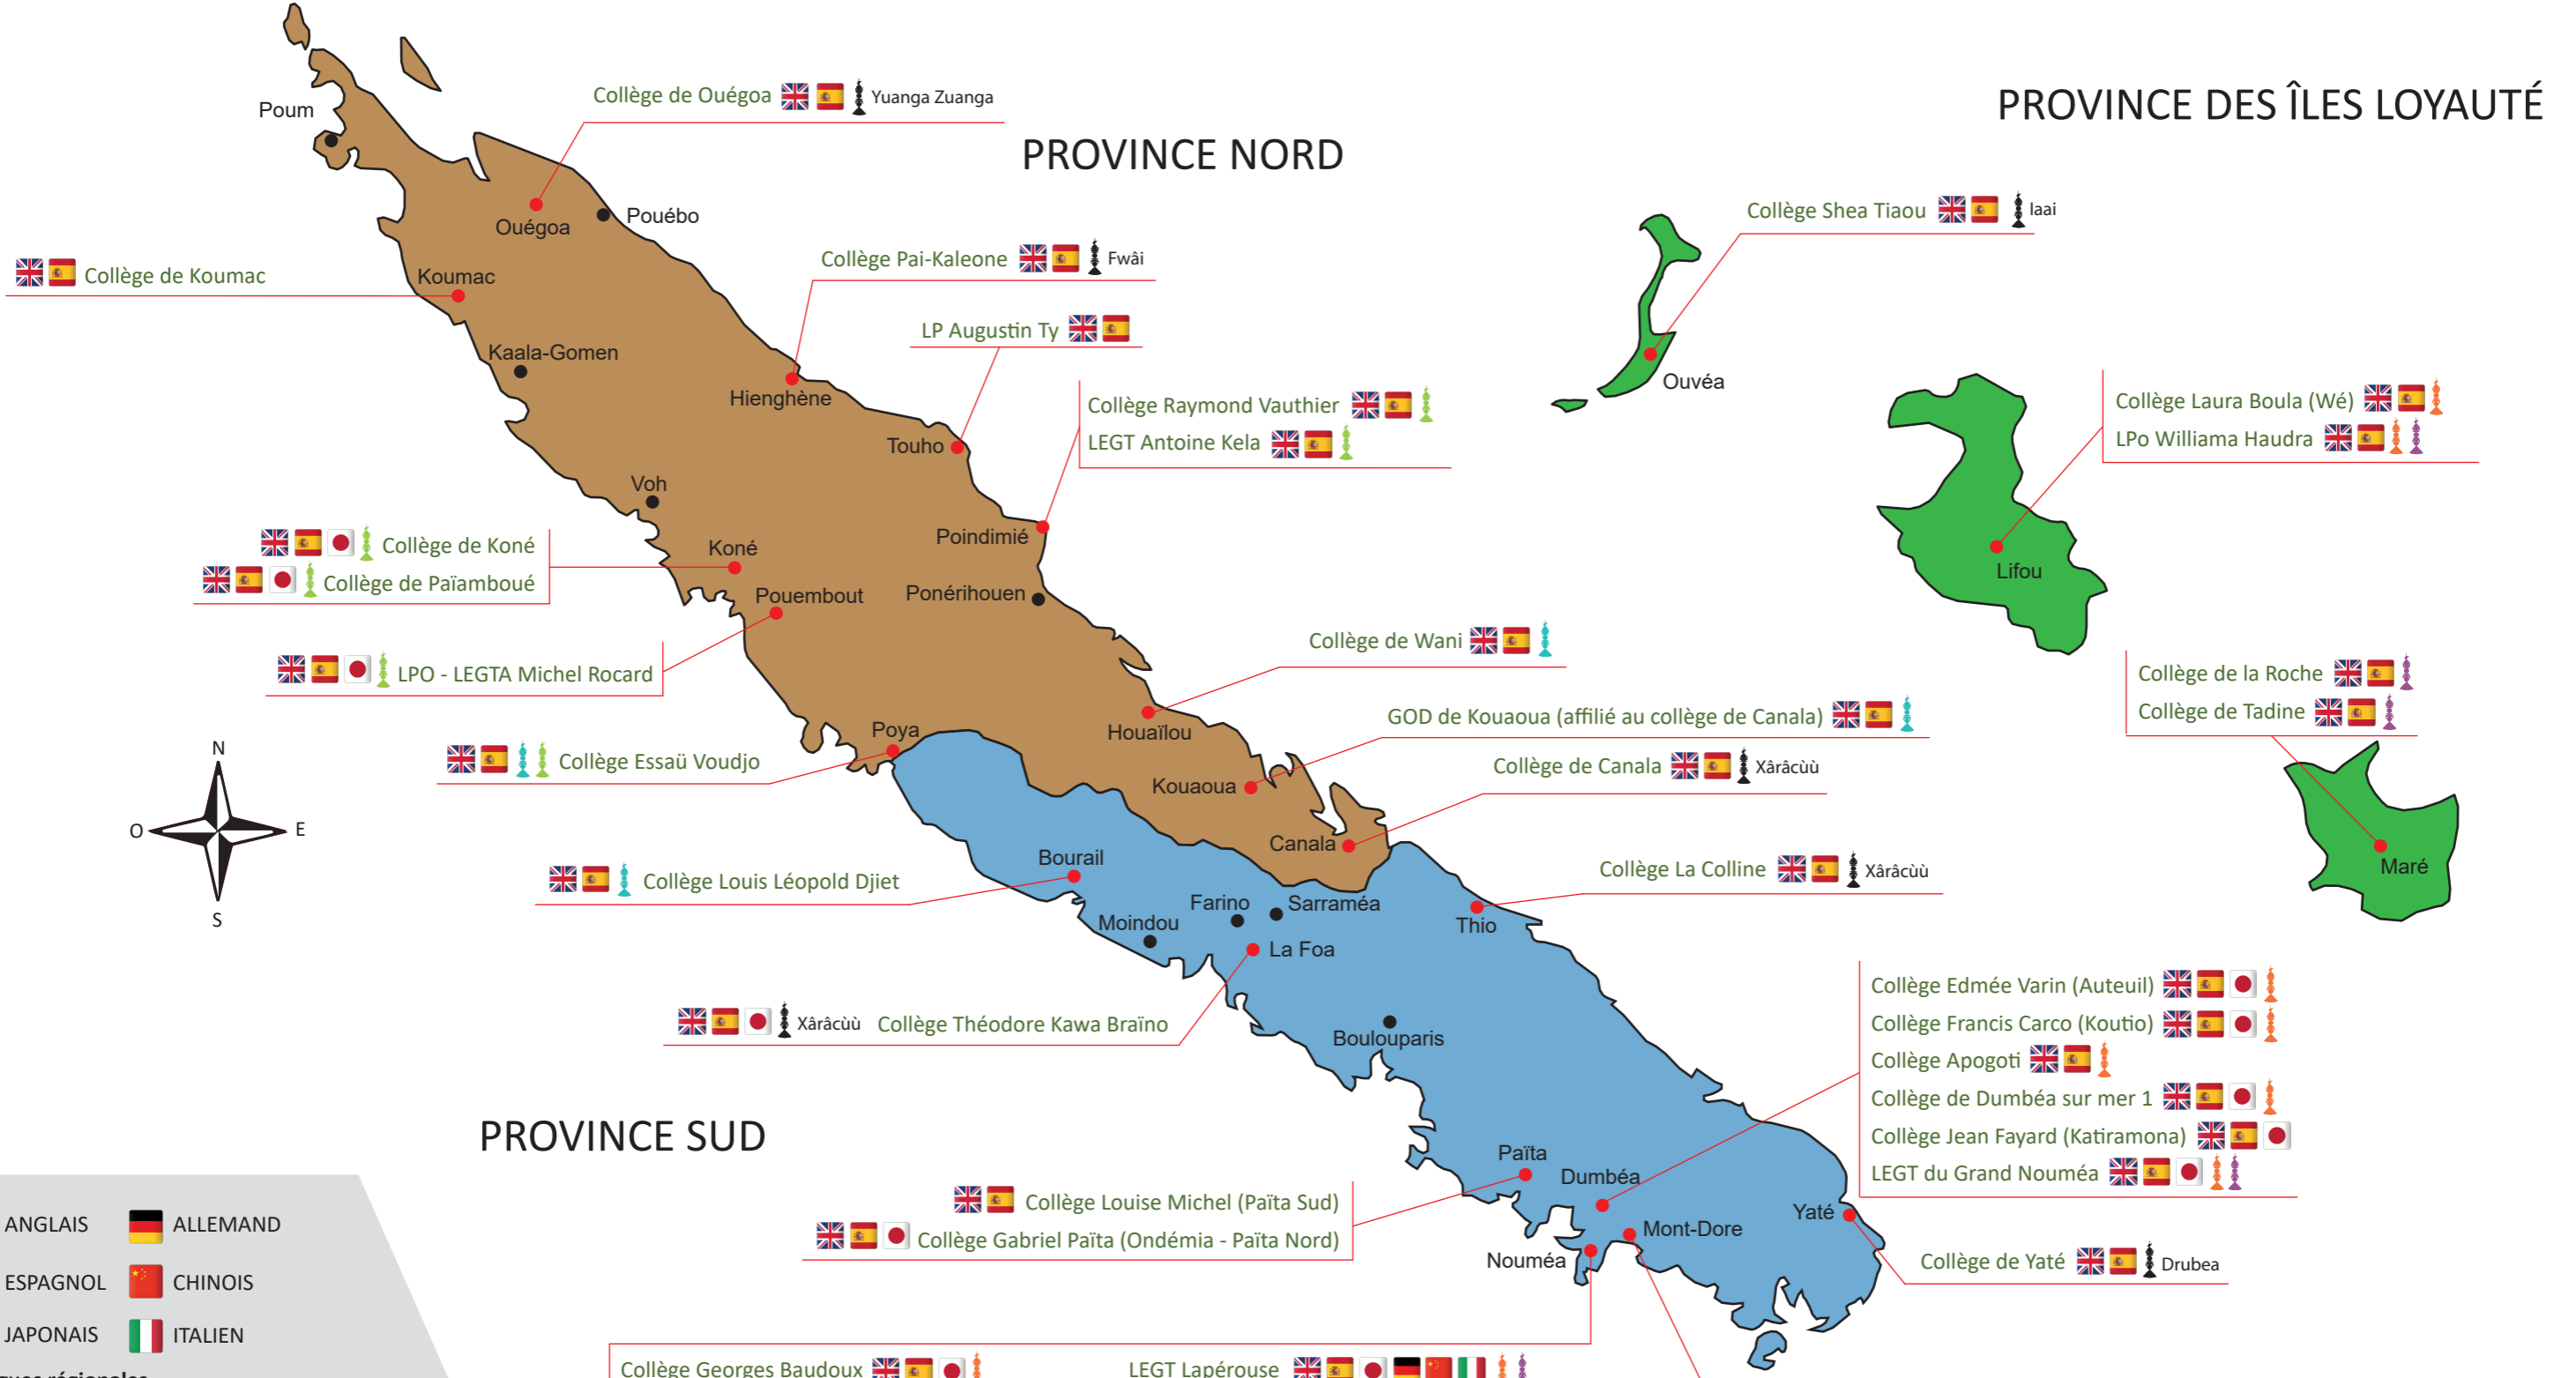 PROVINCE DES ÎLES LOYAUTÉ
PROVINCE NORD
Poum
Collège de Ouégoa Yuanga Zuanga
Ouégoa
Pouébo
Collège Shea Tiaou Iaai
Ouvéa
Collège de Koumac
Koumac
Collège Pai-Kaleone Fwâi
Hienghène
Kaala-Gomen
LP Augustin Ty
Touho
Collège Raymond Vauthier
LEGT Antoine Kela
Poindimié
Collège Laura Boula (Wé)
LPo Williama Haudra
Lifou
Voh
Collège de Koné
Collège de Païamboué
Koné
Pouembout
Ponérihouen
LPO - LEGTA Michel Rocard
Collège de Wani
Houaïlou
GOD de Kouaoua (affilié au collège de Canala)
Kouaoua
Collège de Canala Xârâcùù
Canala
Collège de la Roche
Collège de Tadine
Maré
Poya
Collège Essaü Voudjo
N
O
E
S
Bourail
Collège Louis Léopold Djiet
Moindou
Farino
Sarraméa
La Foa
Collège La Colline Xârâcùù
Thio
Xârâcùù Collège Théodore Kawa Braïno
Boulouparis
Collège Edmée Varin (Auteuil)
Collège Francis Carco (Koutio)
Collège Apogoti
Collège de Dumbéa sur mer 1
Collège Jean Fayard (Katiramona)
LEGT du Grand Nouméa
PROVINCE SUD
Païta
Dumbéa
Collège Louise Michel (Païta Sud)
Collège Gabriel Païta (Ondémia - Païta Nord)
Mont-Dore
Nouméa
Yaté
Collège de Yaté Drubea
ANGLAIS ALLEMAND
ESPAGNOL CHINOIS
JAPONAIS ITALIEN
Collège Georges Baudoux
LEGT Lapérouse
gues régionales